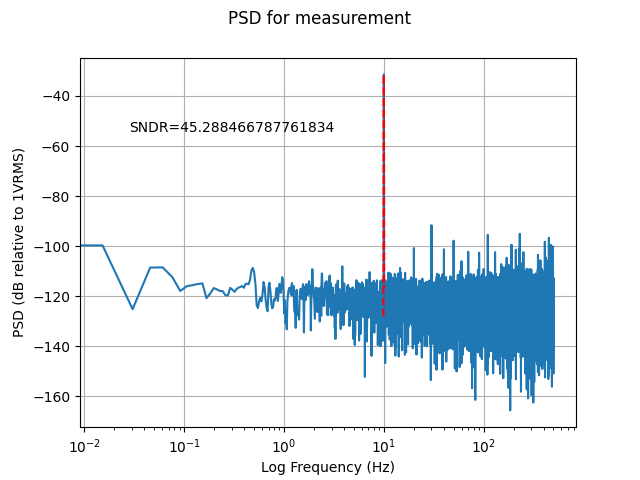 PSD for measurement
SNDR=45.288466787761834
−40
−60
−80
−100
−120
−140
−160
PSD (dB relative to 1VRMS)
10⁻² 10⁻¹ 10⁰ 10¹ 10²
Log Frequency (Hz)